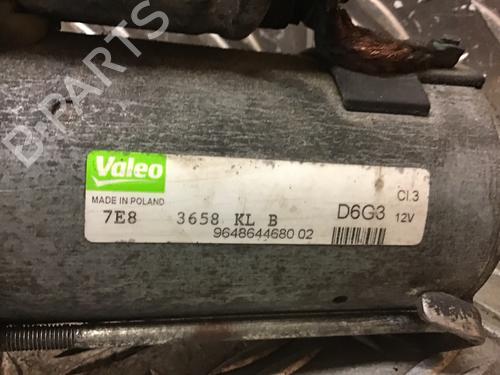 B-PARTS
Valeo
MADE IN POLAND
Cl.3
7E8 3658 KL B D6G3 12V
9648644680 02